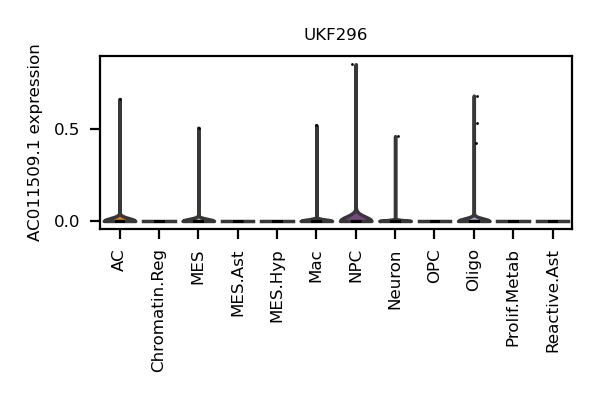 UKF296
AC011509.1 expression
0.5
0.0
AC
Chromatin.Reg
MES
MES.Ast
MES.Hyp
Mac
NPC
Neuron
OPC
Oligo
Prolif.Metab
Reactive.Ast